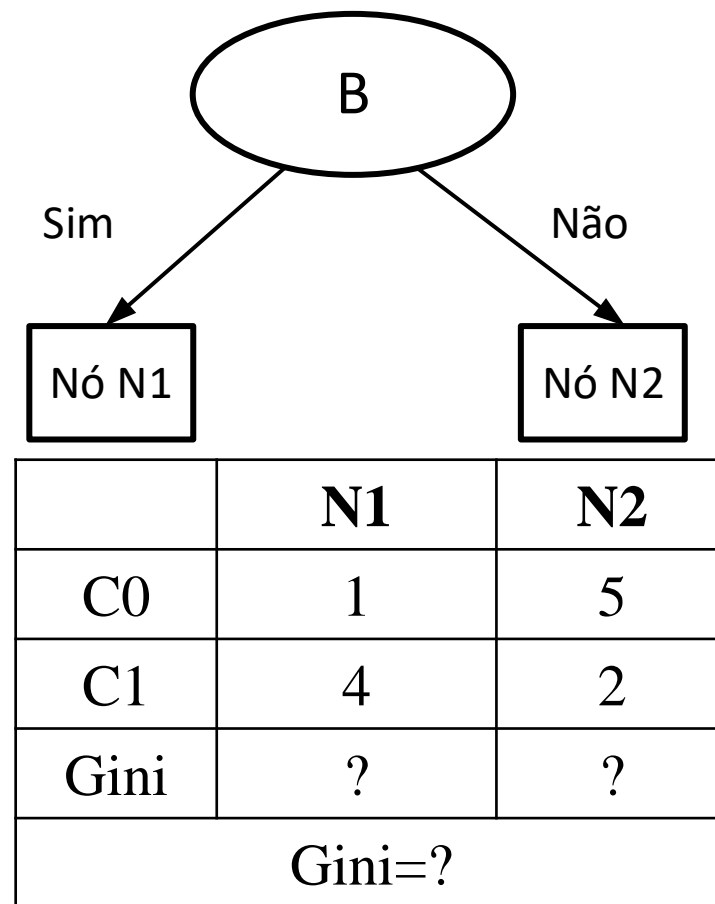 B
Sim Não
Nó N1 Nó N2
N1 N2
C0 1 5
C1 4 2
Gini ? ?
Gini=?